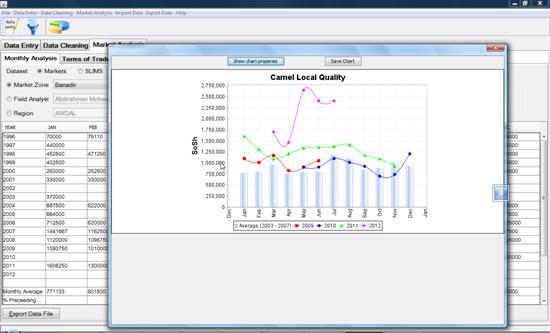 File Data Entry Data Cleaning Market Analysis Import Data Export Data Help
Data Entry Data Cleaning Market Analysis
Monthly Analysis Terms of Trade
Dataset Markets SLIMS
Market Zone Banadir
Field Analyst Abdirahman Moham
Region AWDAL
YEAR JAN FEB
1996 70000 75110
1997 440000
1998 452500 471250
1999 402500
2000 250000 252500
2001 330000 330000
2002
2003 370000
2004 667500 622000
2005 664000
2006 712500 620000
2007 1441667 1162500
2008 1120000 1096750
2009 1093750 1010000
2010
2011 1606250 1300000
2012
Monthly Average 771133 801500
% Preceeding ...
Export Data File
Show chart properies Save Chart
Camel Local Quality
SoSh
2,750,000
2,500,000
2,250,000
2,000,000
1,750,000
1,500,000
1,250,000
1,000,000
750,000
500,000
250,000
0
Dec Jan Feb Mar Apr May Jun Jul Aug Sep Oct Nov Dec Jan
Average (2003 - 2007) 2009 2010 2011 2012